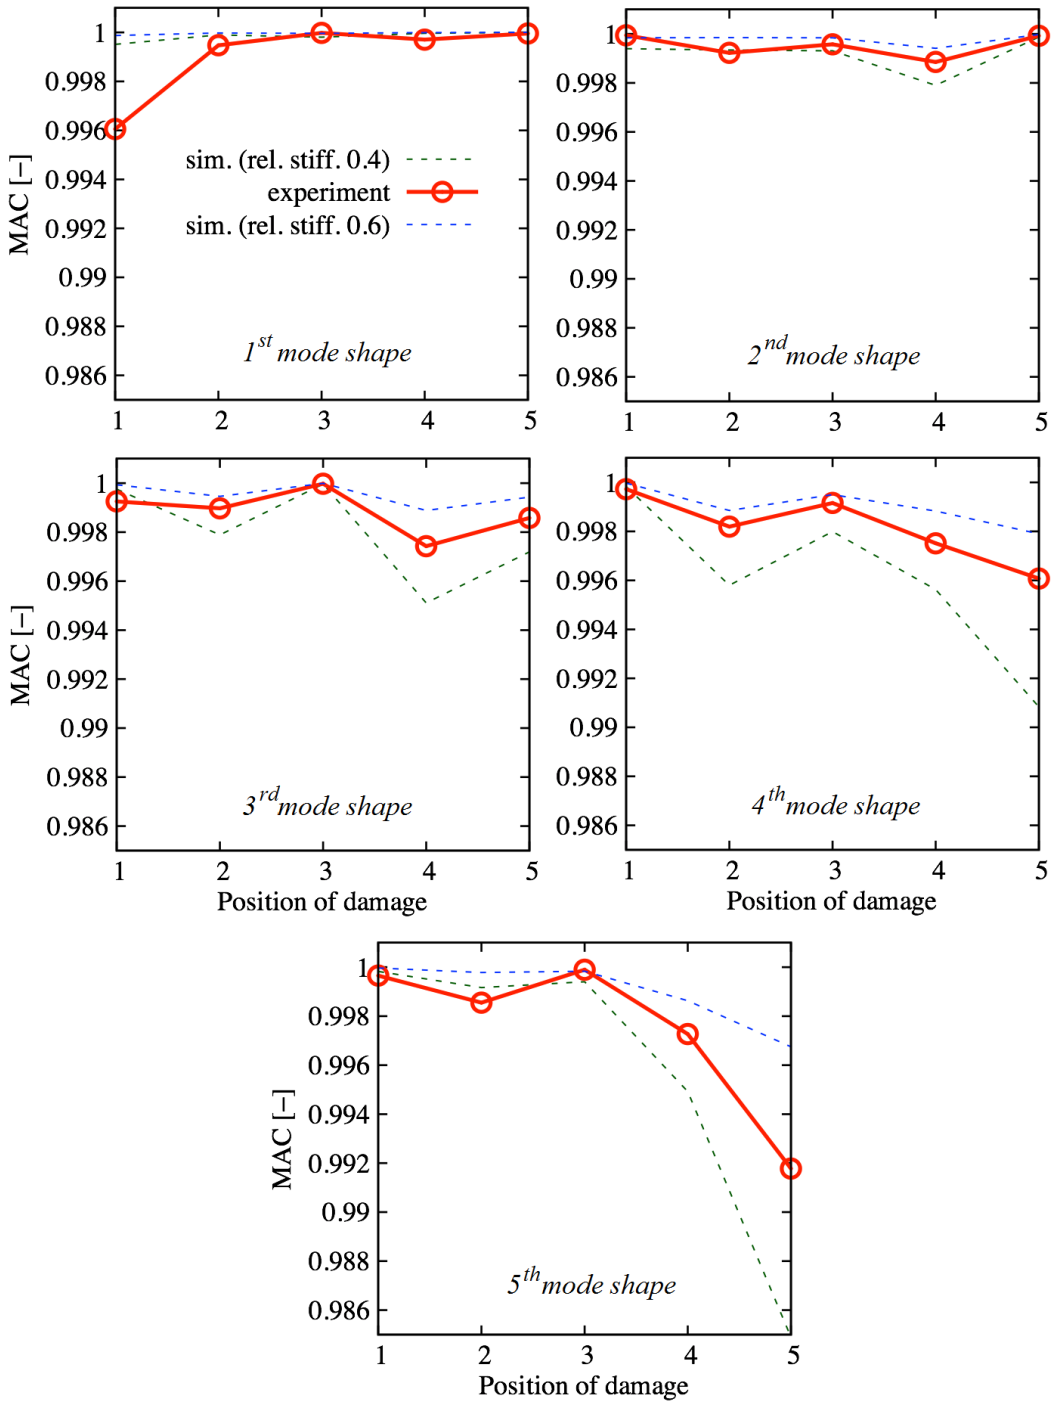 1
0.998
0.996
0.994
0.992
0.99
0.988
0.986
MAC [−]
sim. (rel. stiff. 0.4)
experiment
sim. (rel. stiff. 0.6)
1st mode shape
1 2 3 4 5
1
0.998
0.996
0.994
0.992
0.99
0.988
0.986
2nd mode shape
1 2 3 4 5
1
0.998
0.996
0.994
0.992
0.99
0.988
0.986
MAC [−]
3rd mode shape
1 2 3 4 5
Position of damage
1
0.998
0.996
0.994
0.992
0.99
0.988
0.986
4th mode shape
1 2 3 4 5
Position of damage
1
0.998
0.996
0.994
0.992
0.99
0.988
0.986
MAC [−]
5th mode shape
1 2 3 4 5
Position of damage